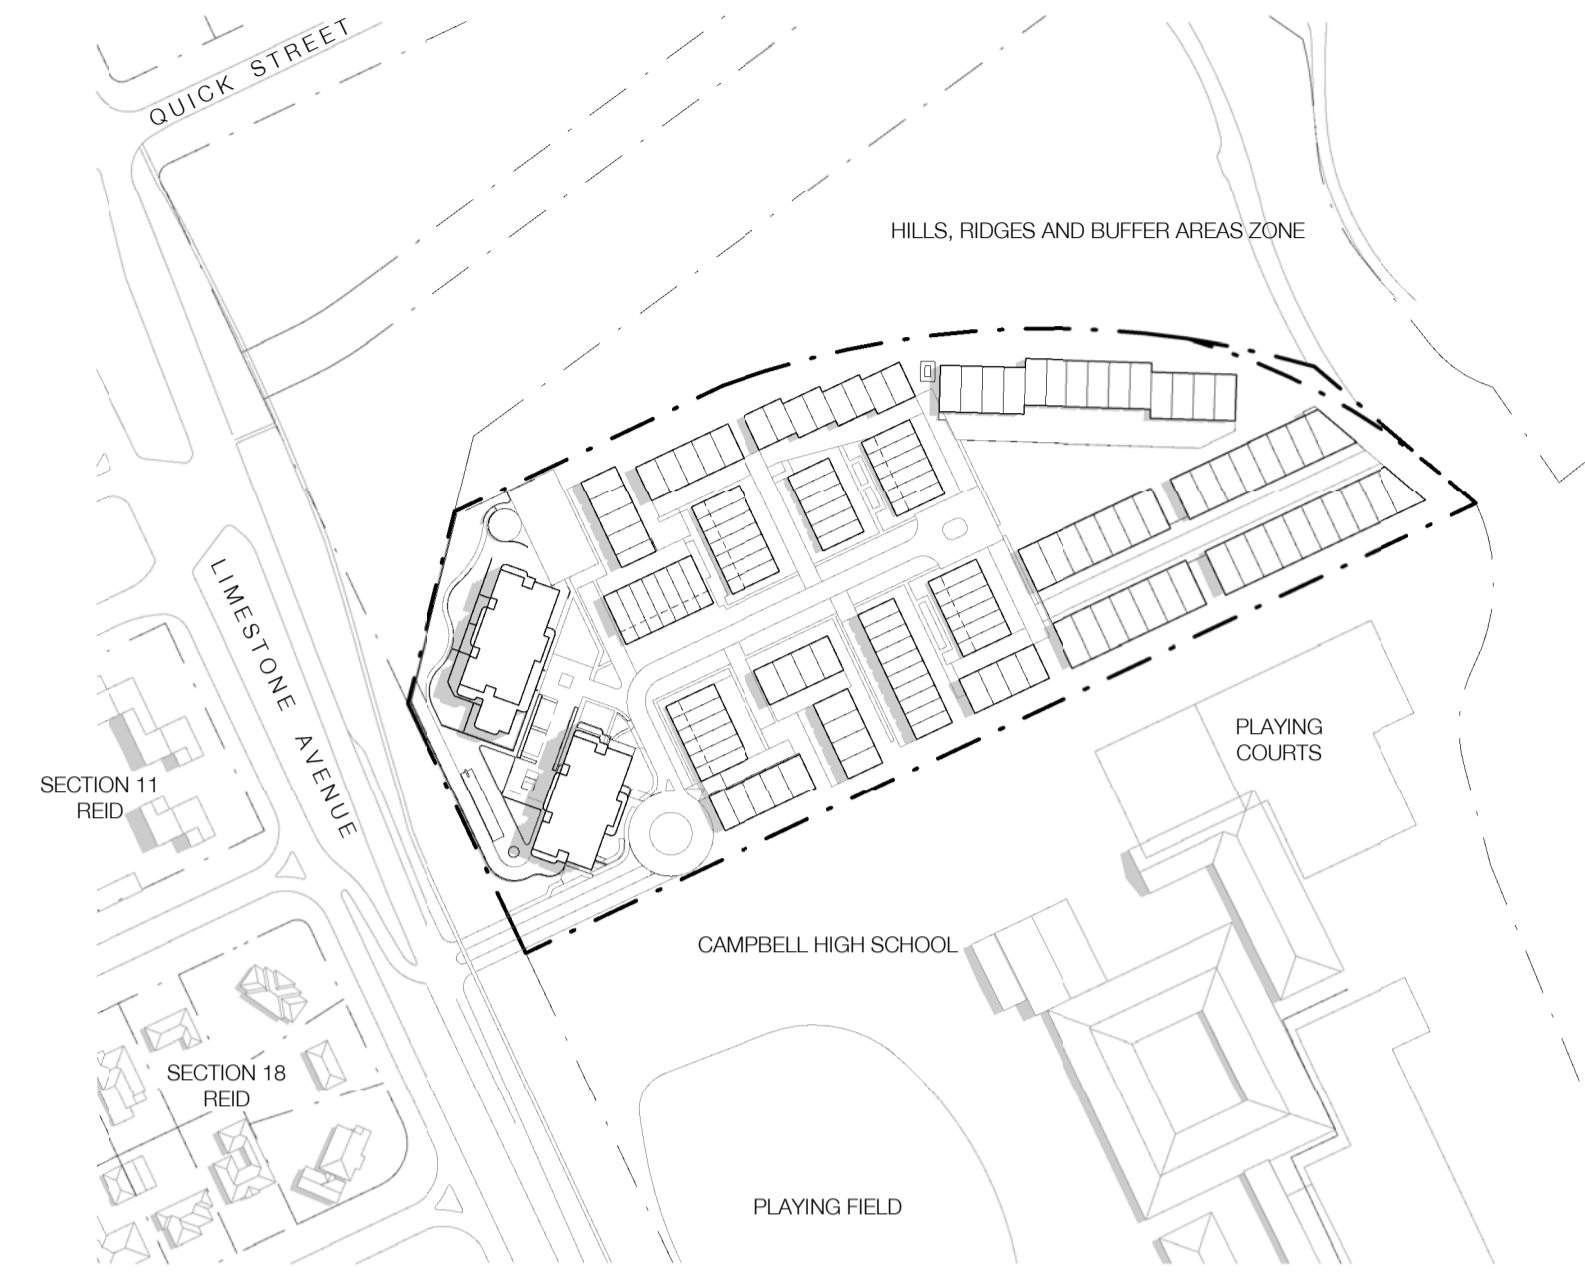 QUICK STREET
HILLS, RIDGES AND BUFFER AREAS ZONE
LIMESTONE AVENUE
PLAYING
COURTS
SECTION 11
REID
CAMPBELL HIGH SCHOOL
SECTION 18
REID
PLAYING FIELD